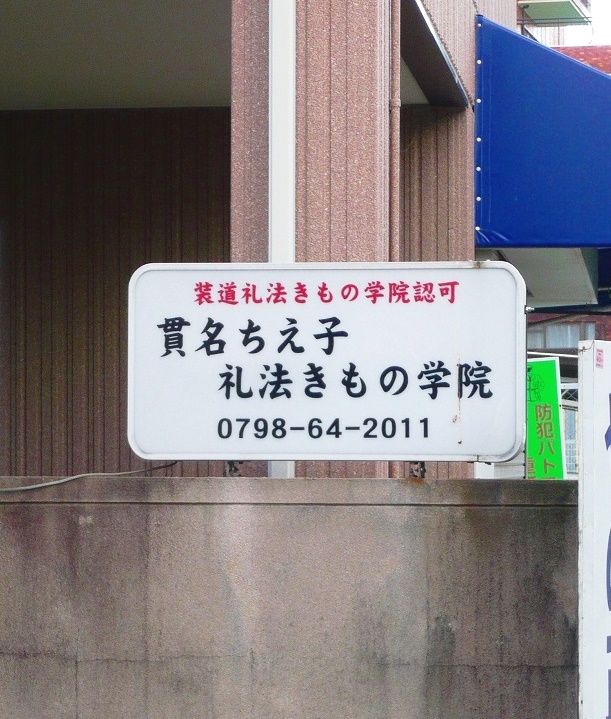 装道礼法きもの学院認可
貫名ちえ子
礼法きもの学院
0798-64-2011
防犯パト